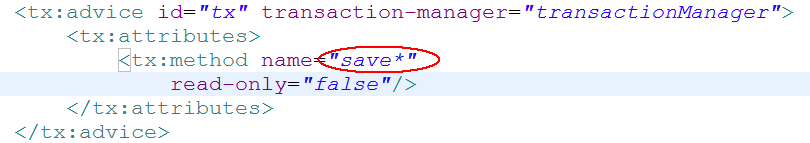 <tx:advice id="tx" transaction-manager="transactionManager">
<tx:attributes>
<tx:method name="save*"
read-only="false"/>
</tx:attributes>
</tx:advice>